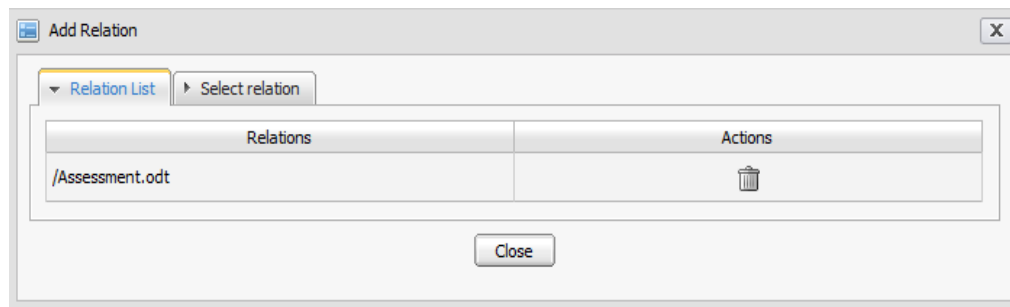 Add Relation
X
Relation List
Select relation
Relations
Actions
/Assessment.odt
Close